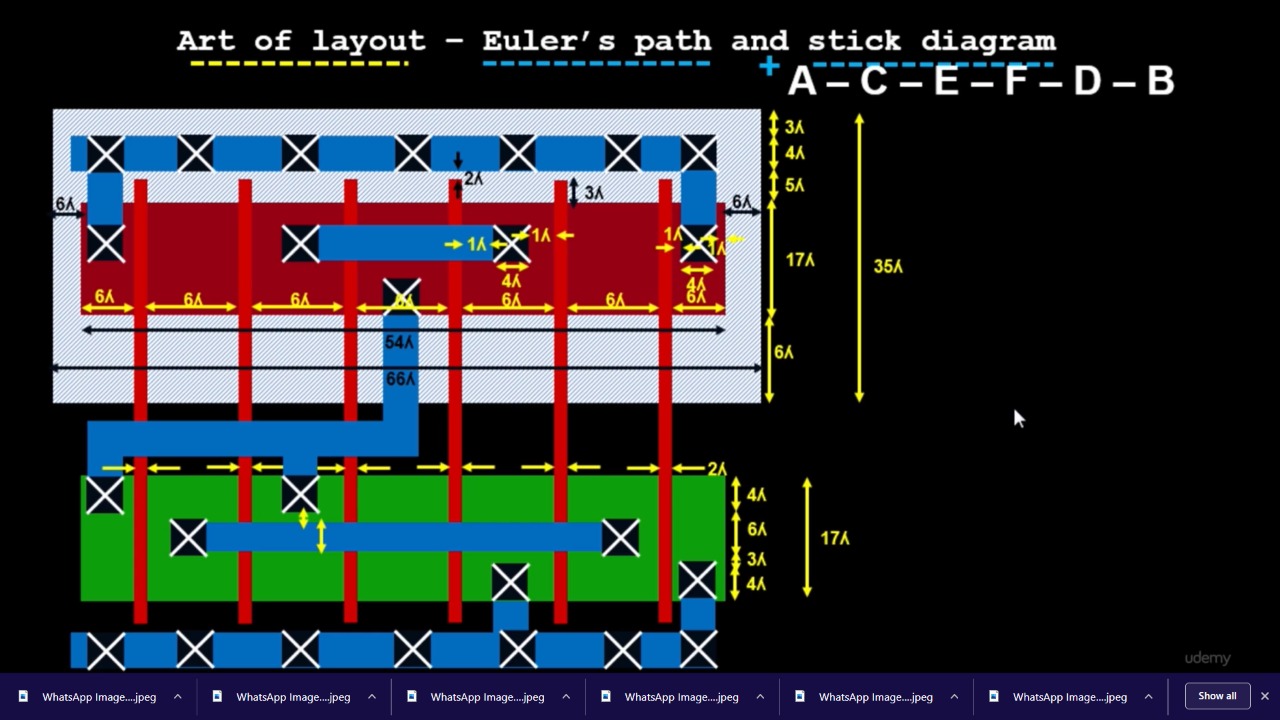 Art of layout – Euler's path and stick diagram
+
A – C – E – F – D – B
3λ
4λ
2λ
5λ
3λ
6λ
6λ
1λ
1λ
1λ
1λ
17λ
35λ
4λ
4λ
6λ
6λ
6λ
6λ
6λ
6λ
6λ
54λ
6λ
66λ
2λ
4λ
6λ
17λ
3λ
4λ
udemy
WhatsApp Image....jpeg
WhatsApp Image....jpeg
WhatsApp Image....jpeg
WhatsApp Image....jpeg
WhatsApp Image....jpeg
WhatsApp Image....jpeg
Show all